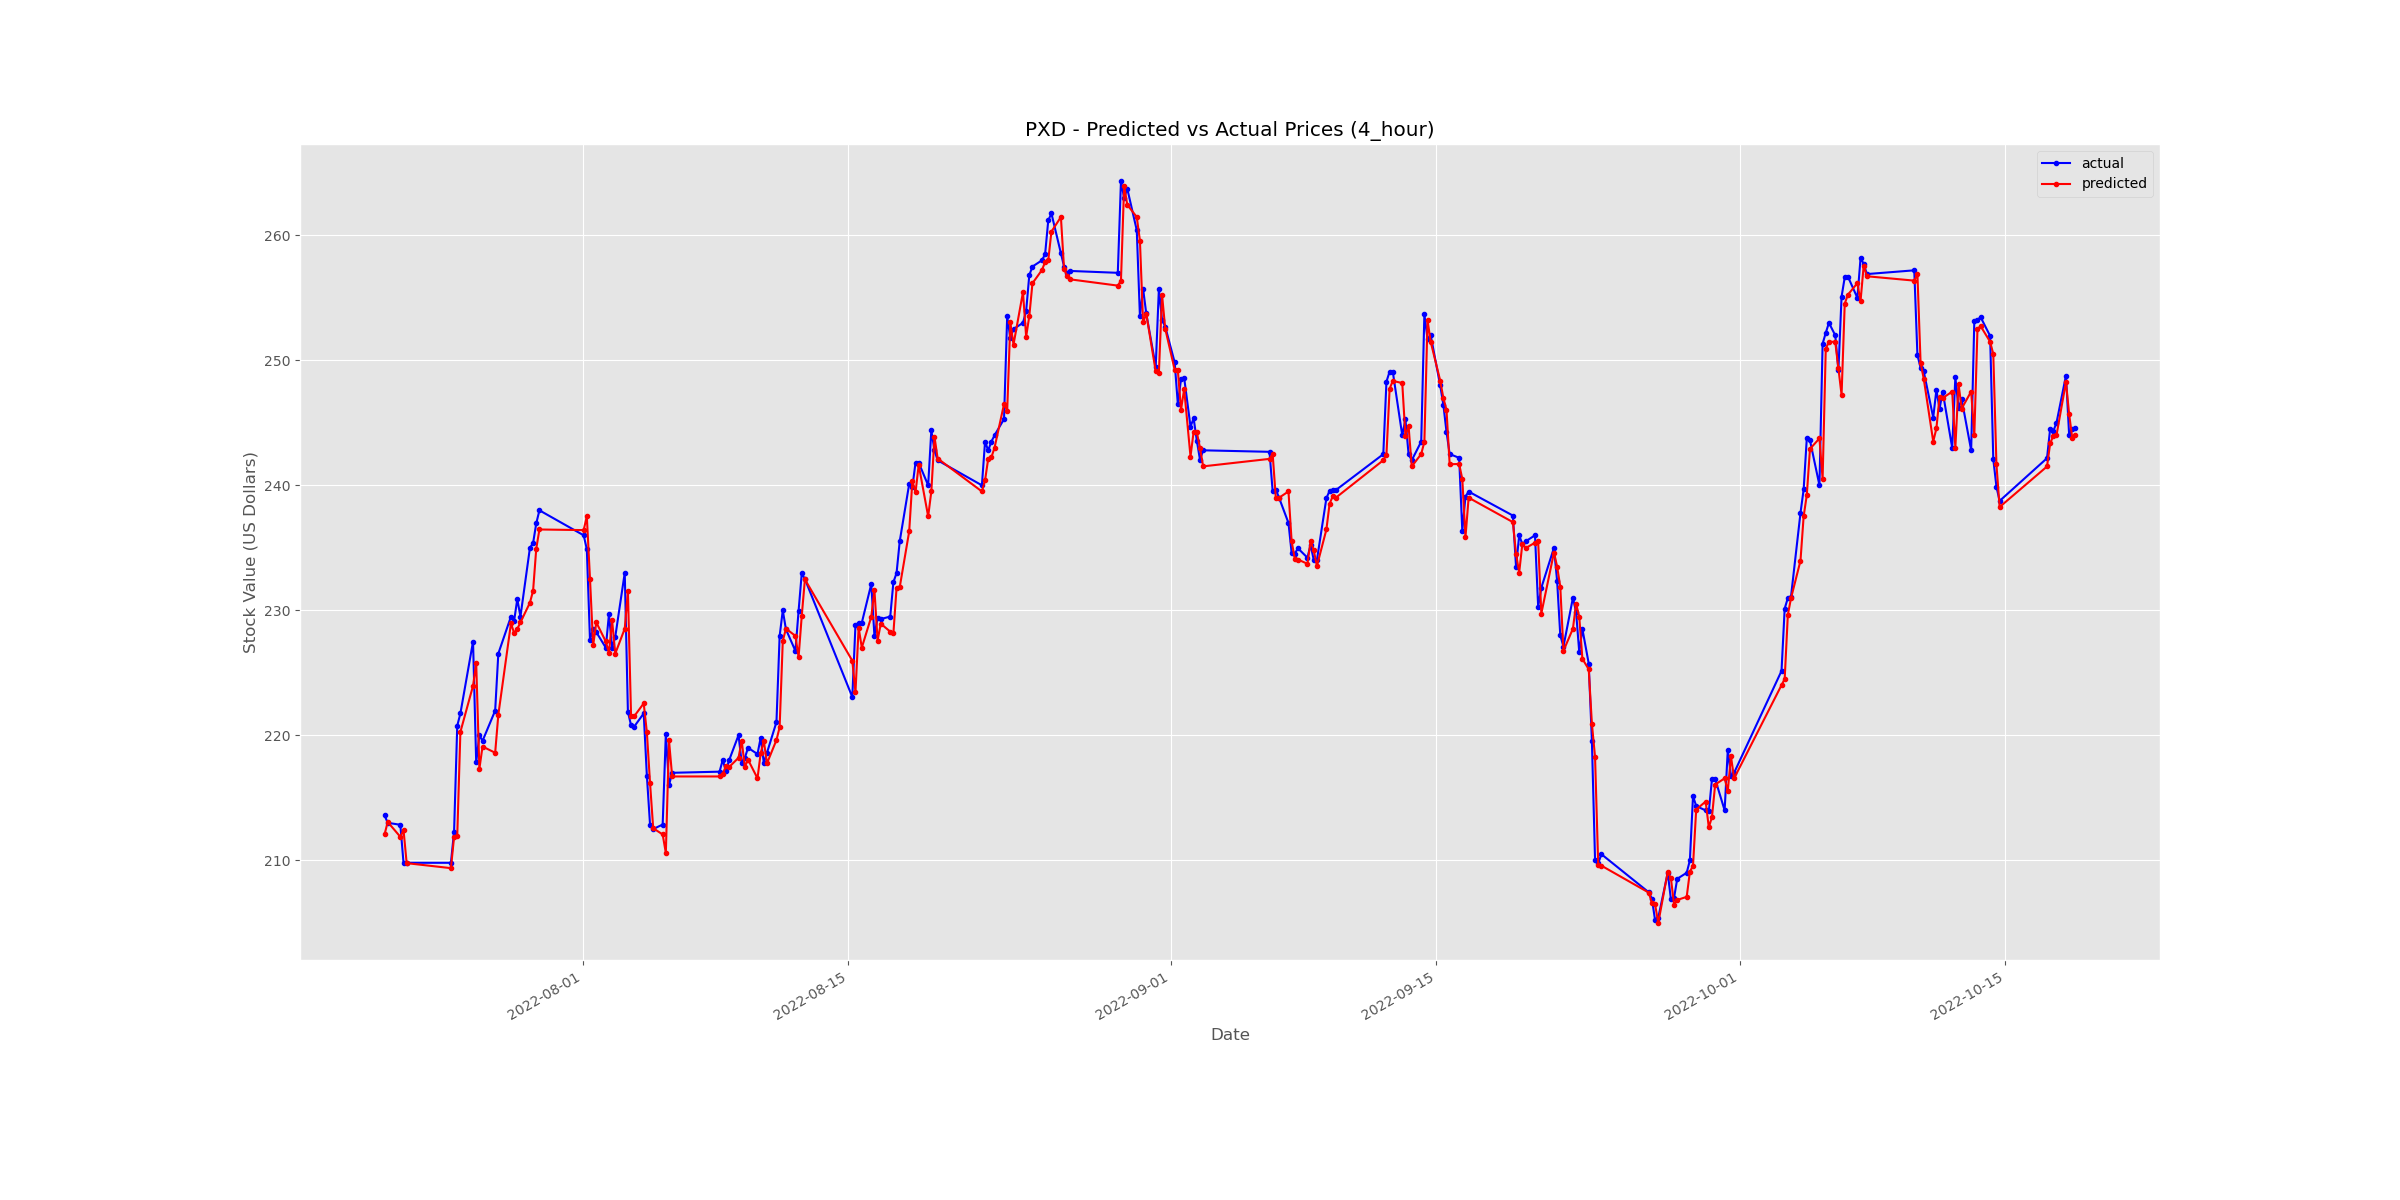 PXD - Predicted vs Actual Prices (4_hour)
actual
predicted
Stock Value (US Dollars)
260
250
240
230
220
210
2022-08-01
2022-08-15
2022-09-01
2022-09-15
2022-10-01
2022-10-15
Date